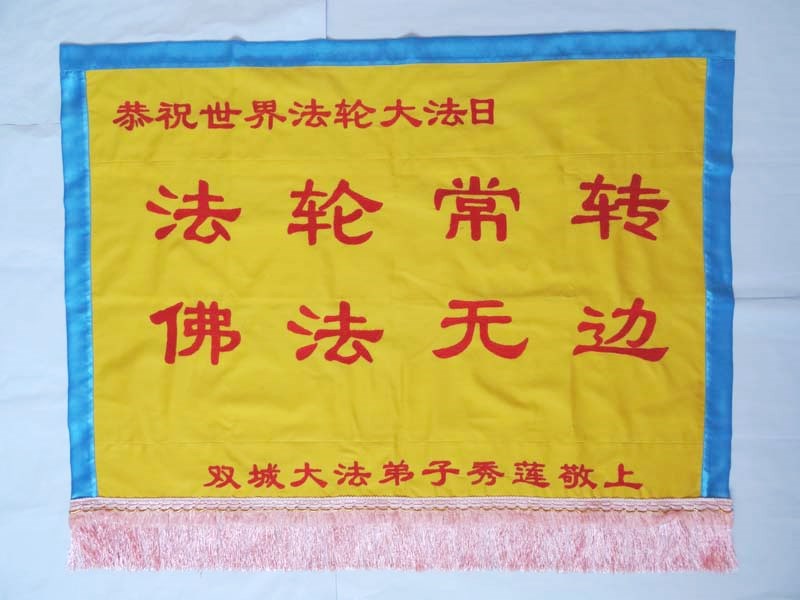 恭祝世界法轮大法日
法轮常转
佛法无边
双城大法弟子秀莲敬上